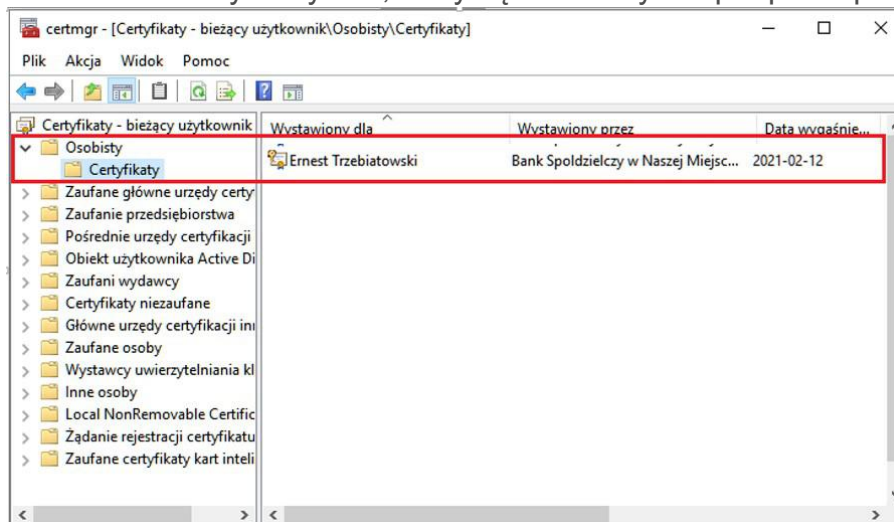 certmgr - [Certyfikaty - bieżący użytkownik\Osobisty\Certyfikaty]
Plik Akcja Widok Pomoc
Certyfikaty - bieżący użytkownik
Osobisty
Certyfikaty
Zaufane główne urzędy certy
Zaufanie przedsiębiorstwa
Pośrednie urzędy certyfikacji
Obiekt użytkownika Active Di
Zaufani wydawcy
Certyfikaty niezaufane
Główne urzędy certyfikacji inn
Zaufane osoby
Wystawcy uwierzytelniania kl
Inne osoby
Local NonRemovable Certific
Żądanie rejestracji certyfikatu
Zaufane certyfikaty kart inteli
Wystawiony dla Wystawiony przez Data wygaśnie...
Ernest Trzebiatowski Bank Spoldzielczy w Naszej Miejsc... 2021-02-12